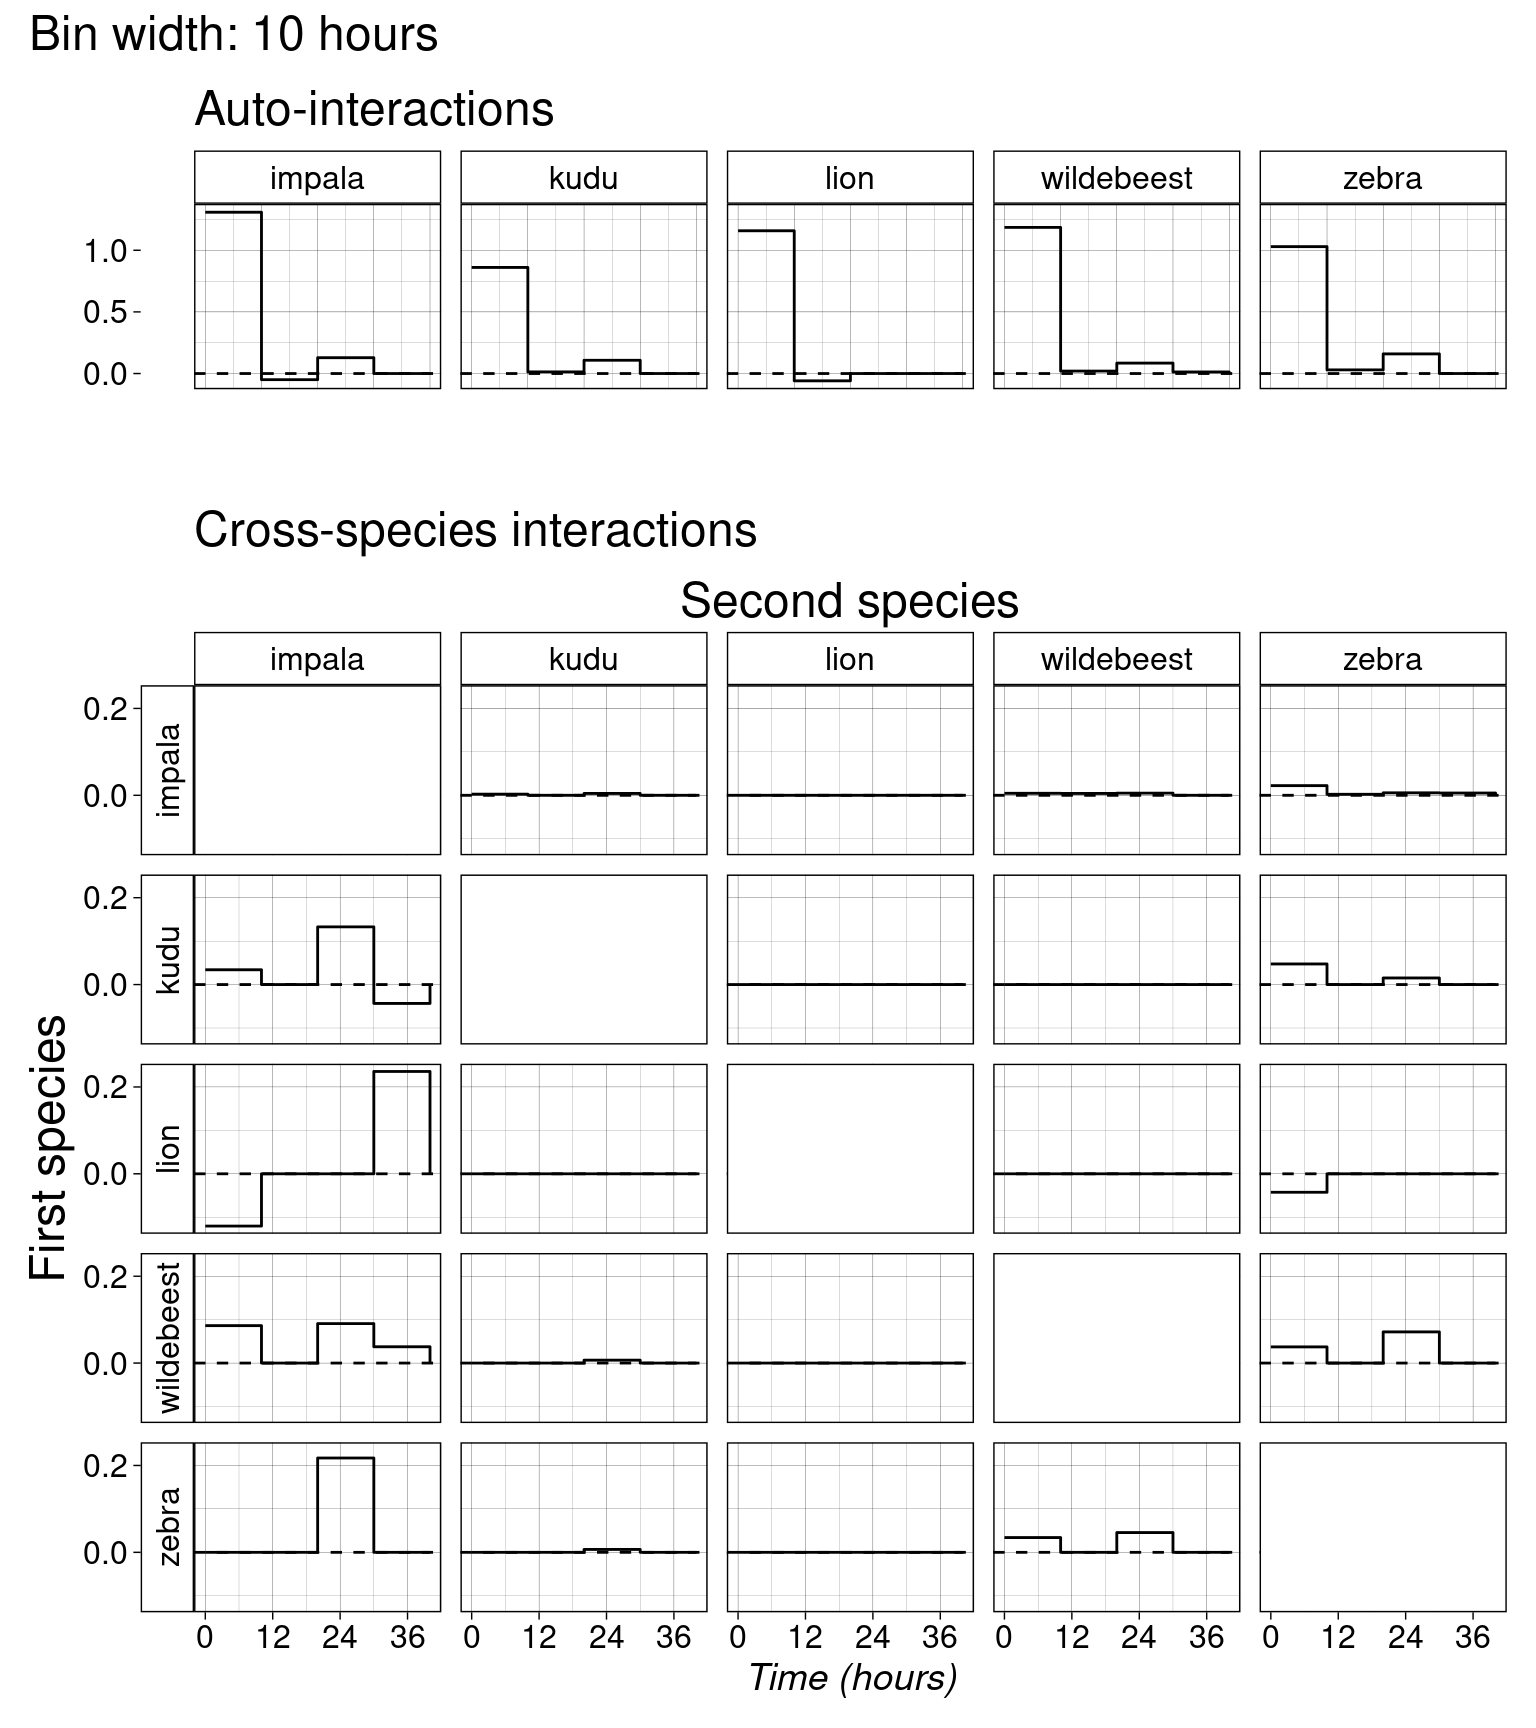 Bin width: 10 hours
Auto-interactions
impala kudu lion wildebeest zebra
1.0
0.5
0.0
Cross-species interactions
Second species
impala kudu lion wildebeest zebra
First species
impala
0.2
0.0
kudu
0.2
0.0
lion
0.2
0.0
wildebeest
0.2
0.0
zebra
0.2
0.0
0 12 24 36 0 12 24 36 0 12 24 36 0 12 24 36 0 12 24 36
Time (hours)